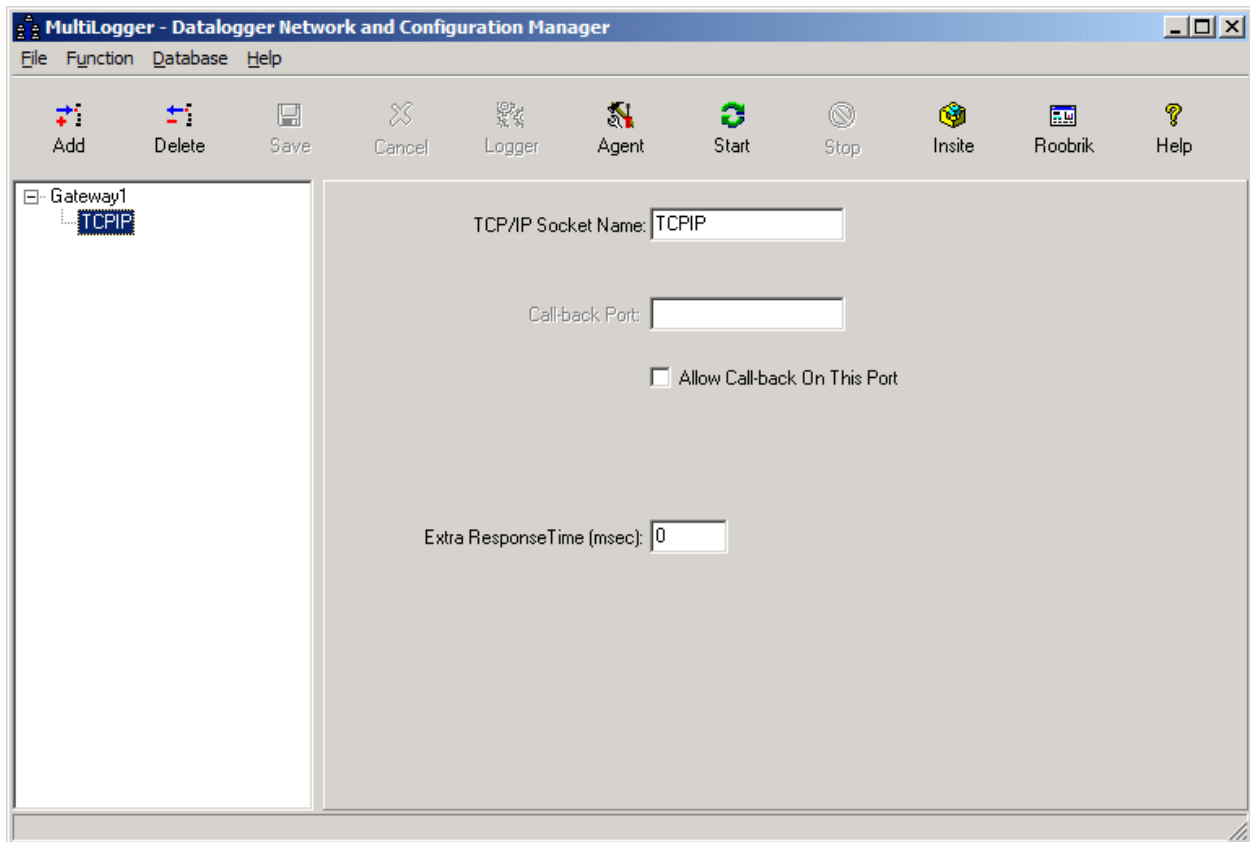 MultiLogger - Datalogger Network and Configuration Manager
File Function Database Help
Add Delete Save Cancel Logger Agent Start Stop Insite Roobrik Help
Gateway1
TCPIP
TCP/IP Socket Name: TCPIP
Call-back Port:
Allow Call-back On This Port
Extra ResponseTime (msec): 0